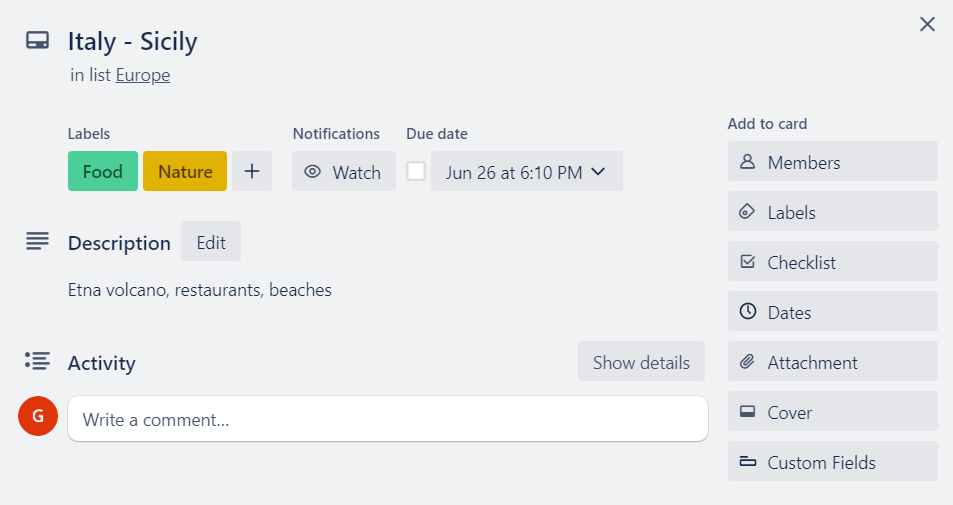 Italy - Sicily
in list Europe
Labels
Food
Nature
Notifications
Watch
Due date
Jun 26 at 6:10 PM
Description
Edit
Etna volcano, restaurants, beaches
Activity
Show details
G
Write a comment...
Add to card
Members
Labels
Checklist
Dates
Attachment
Cover
Custom Fields